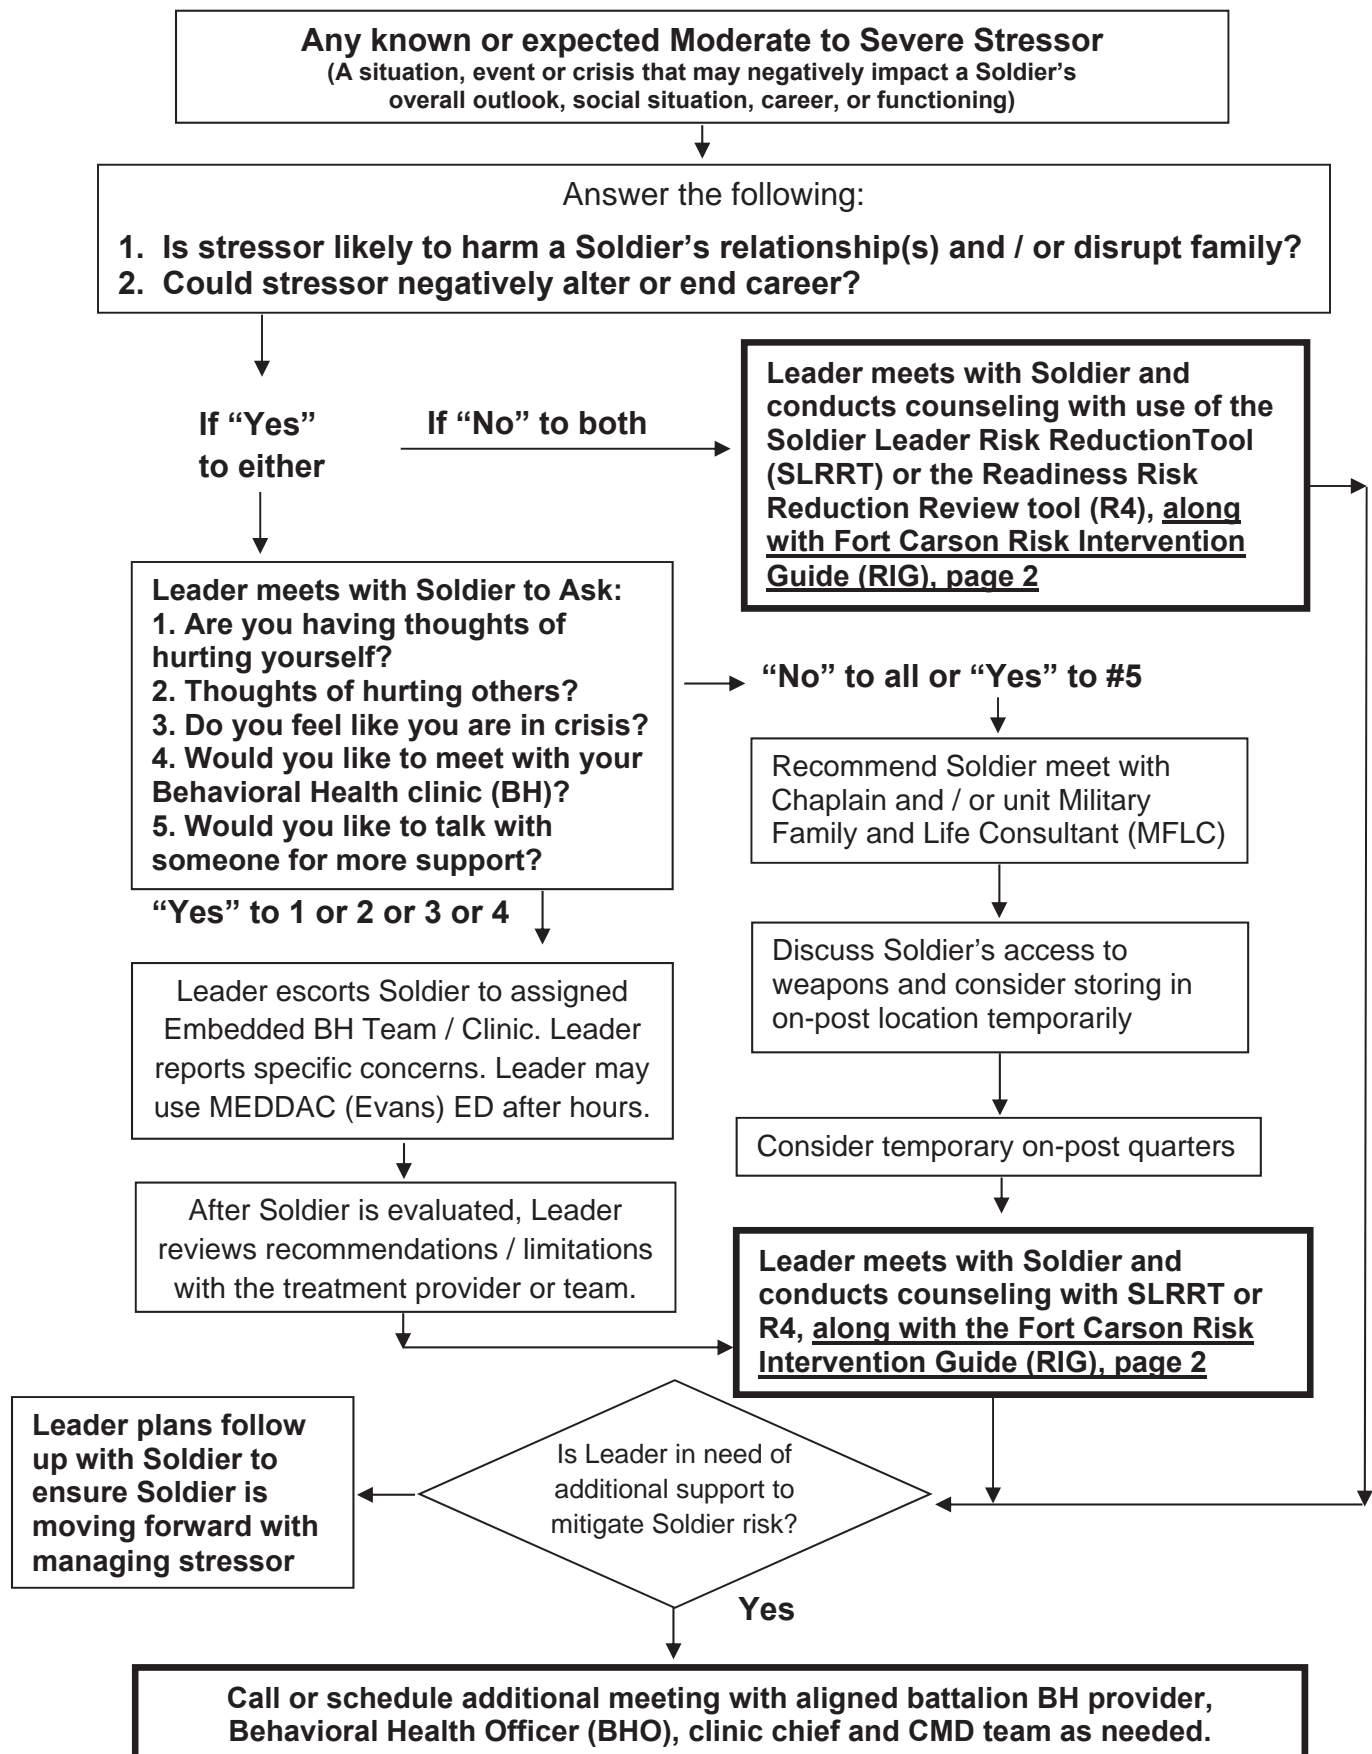 Any known or expected Moderate to Severe Stressor
(A situation, event or crisis that may negatively impact a Soldier’s
overall outlook, social situation, career, or functioning)
Answer the following:
1. Is stressor likely to harm a Soldier’s relationship(s) and / or disrupt family?
2. Could stressor negatively alter or end career?
If “Yes”
to either
If “No” to both
Leader meets with Soldier and
conducts counseling with use of the
Soldier Leader Risk ReductionTool
(SLRRT) or the Readiness Risk
Reduction Review tool (R4), along
with Fort Carson Risk Intervention
Guide (RIG), page 2
Leader meets with Soldier to Ask:
1. Are you having thoughts of
hurting yourself?
2. Thoughts of hurting others?
3. Do you feel like you are in crisis?
4. Would you like to meet with your
Behavioral Health clinic (BH)?
5. Would you like to talk with
someone for more support?
“No” to all or “Yes” to #5
Recommend Soldier meet with
Chaplain and / or unit Military
Family and Life Consultant (MFLC)
“Yes” to 1 or 2 or 3 or 4
Discuss Soldier’s access to
weapons and consider storing in
on-post location temporarily
Leader escorts Soldier to assigned
Embedded BH Team / Clinic. Leader
reports specific concerns. Leader may
use MEDDAC (Evans) ED after hours.
Consider temporary on-post quarters
After Soldier is evaluated, Leader
reviews recommendations / limitations
with the treatment provider or team.
Leader meets with Soldier and
conducts counseling with SLRRT or
R4, along with the Fort Carson Risk
Intervention Guide (RIG), page 2
Leader plans follow
up with Soldier to
ensure Soldier is
moving forward with
managing stressor
Is Leader in need of
additional support to
mitigate Soldier risk?
Yes
Call or schedule additional meeting with aligned battalion BH provider,
Behavioral Health Officer (BHO), clinic chief and CMD team as needed.